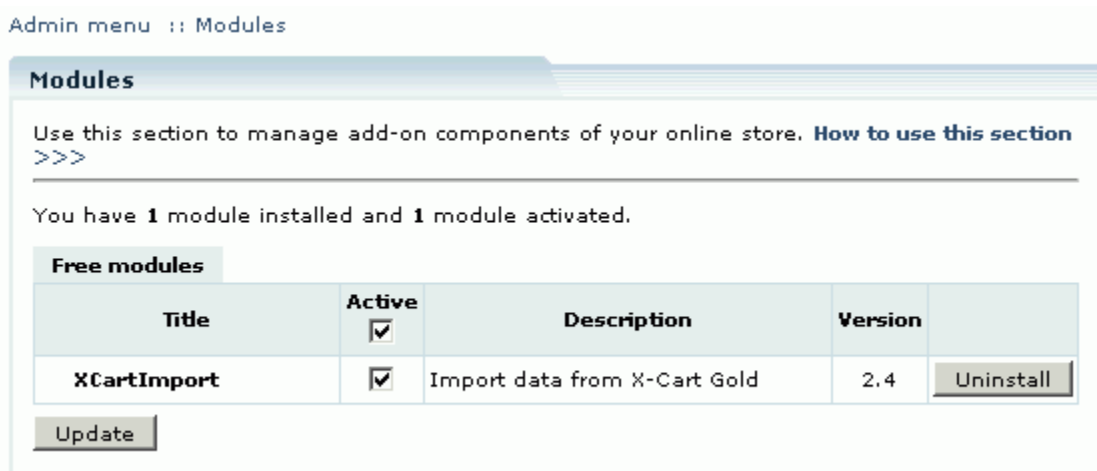 Admin menu :: Modules
Modules
Use this section to manage add-on components of your online store. How to use this section
>>>
You have 1 module installed and 1 module activated.
Free modules
Title Active Description Version
XCartImport Import data from X-Cart Gold 2.4 Uninstall
Update